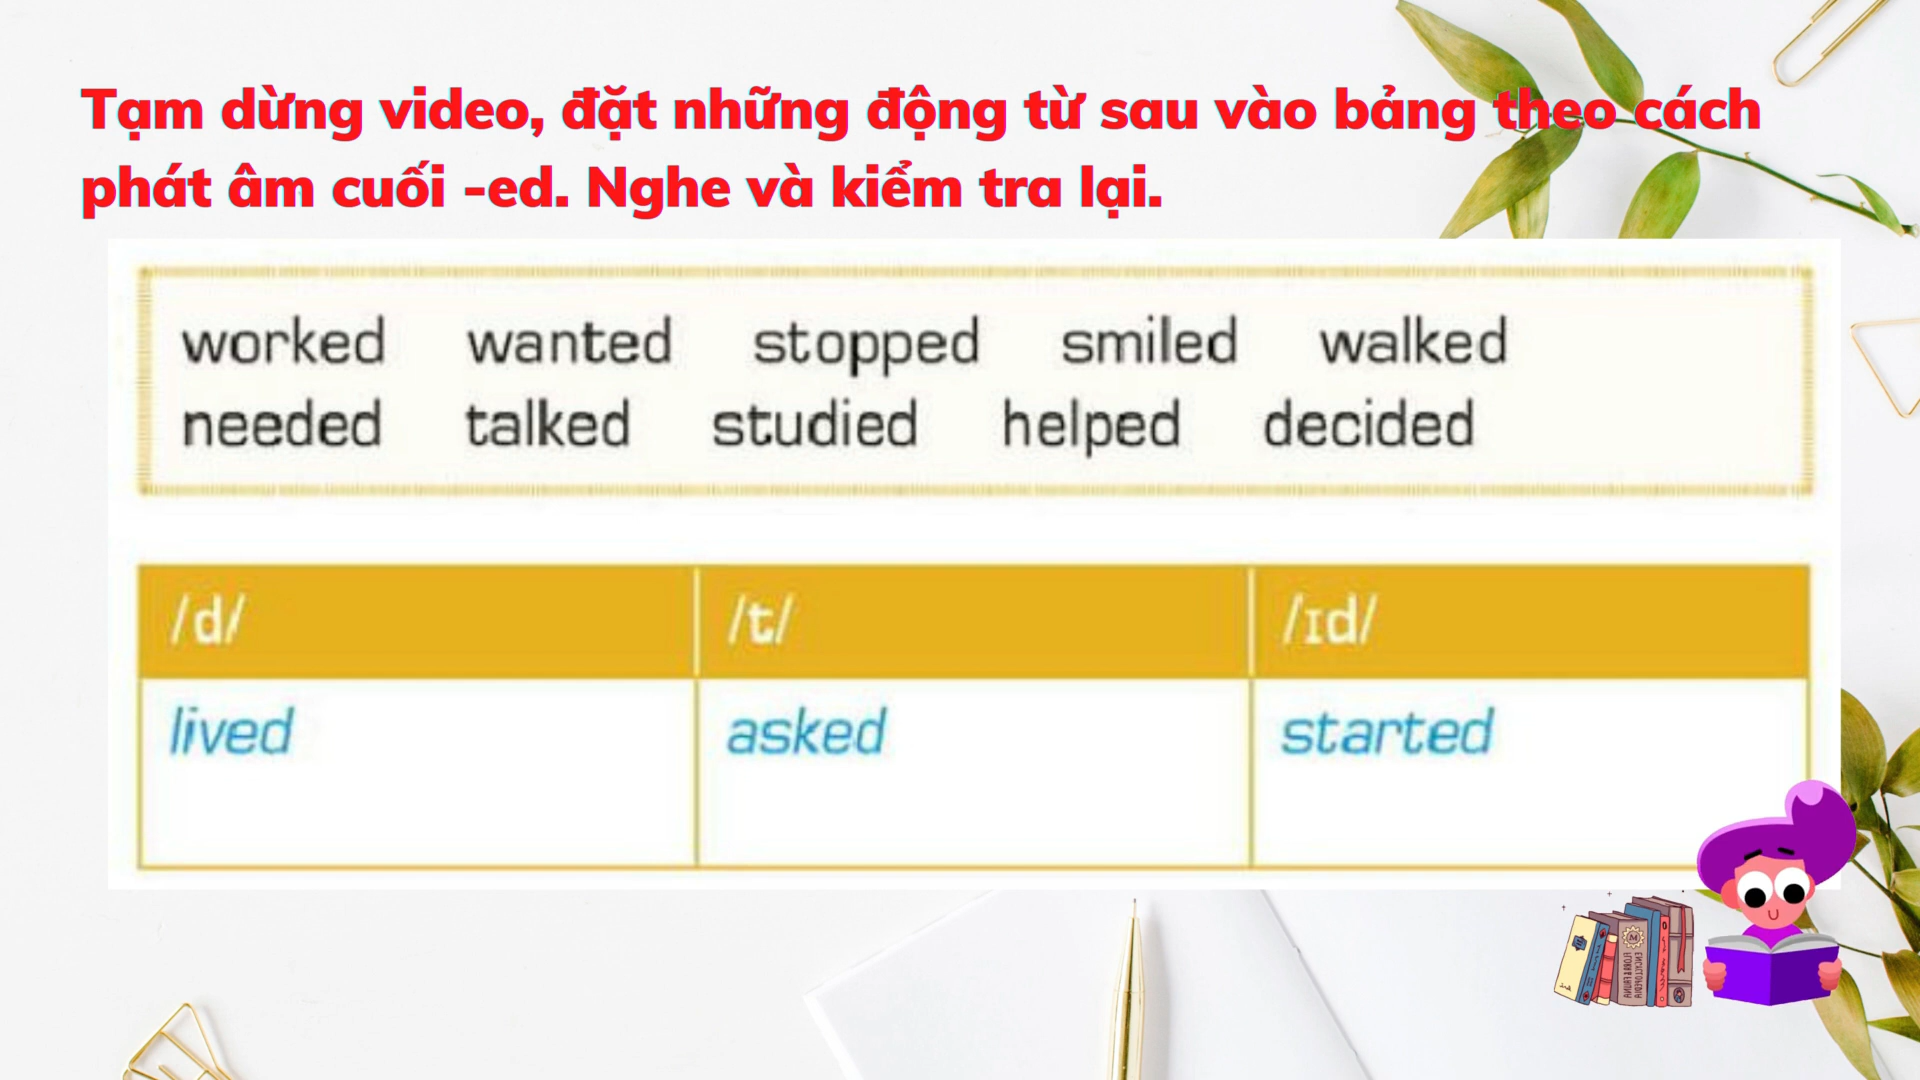 Tạm dừng video, đặt những động từ sau vào bảng theo cách
phát âm cuối -ed. Nghe và kiểm tra lại.
worked wanted stopped smiled walked
needed talked studied helped decided
/d/ /t/ /ɪd/
lived asked started